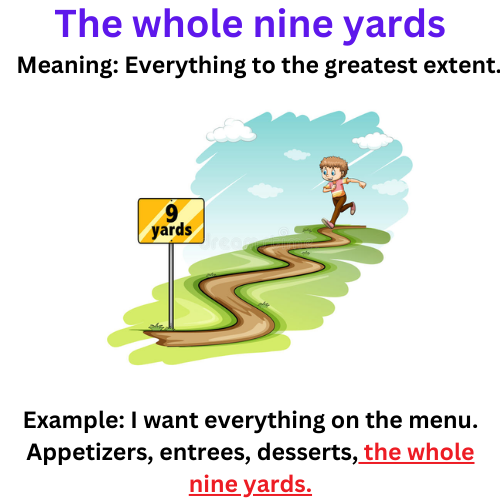 The whole nine yards
Meaning: Everything to the greatest extent.
9
yards
Example: I want everything on the menu.
Appetizers, entrees, desserts, the whole
nine yards.